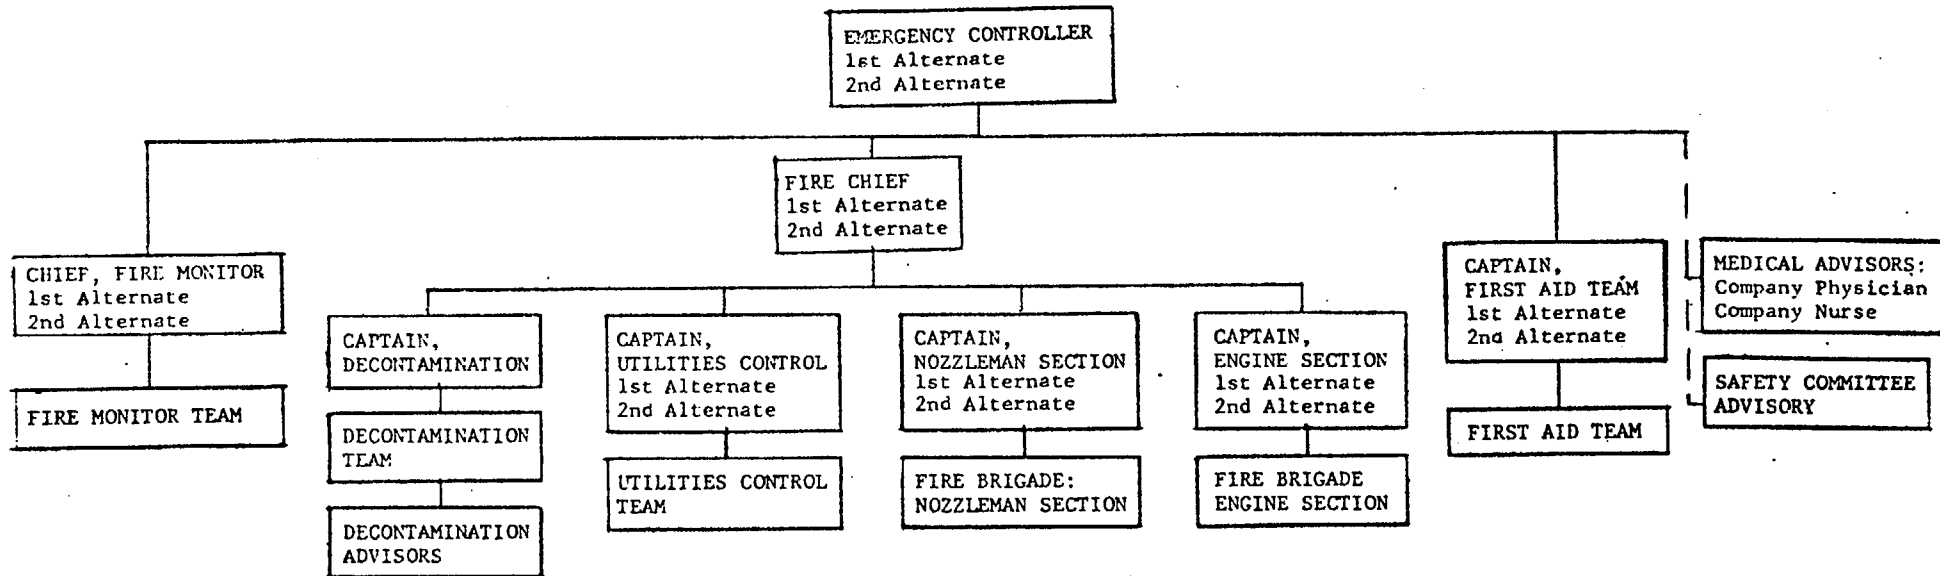 EMERGENCY CONTROLLER
1st Alternate
2nd Alternate
FIRE CHIEF
1st Alternate
2nd Alternate
CHIEF, FIRE MONITOR
1st Alternate
2nd Alternate
FIRE MONITOR TEAM
CAPTAIN,
DECONTAMINATION
DECONTAMINATION
TEAM
DECONTAMINATION
ADVISORS
CAPTAIN,
UTILITIES CONTROL
1st Alternate
2nd Alternate
UTILITIES CONTROL
TEAM
CAPTAIN,
NOZZLEMAN SECTION
1st Alternate
2nd Alternate
FIRE BRIGADE:
NOZZLEMAN SECTION
CAPTAIN,
ENGINE SECTION
1st Alternate
2nd Alternate
FIRE BRIGADE
ENGINE SECTION
CAPTAIN,
FIRST AID TEAM
1st Alternate
2nd Alternate
FIRST AID TEAM
MEDICAL ADVISORS:
Company Physician
Company Nurse
SAFETY COMMITTEE
ADVISORY